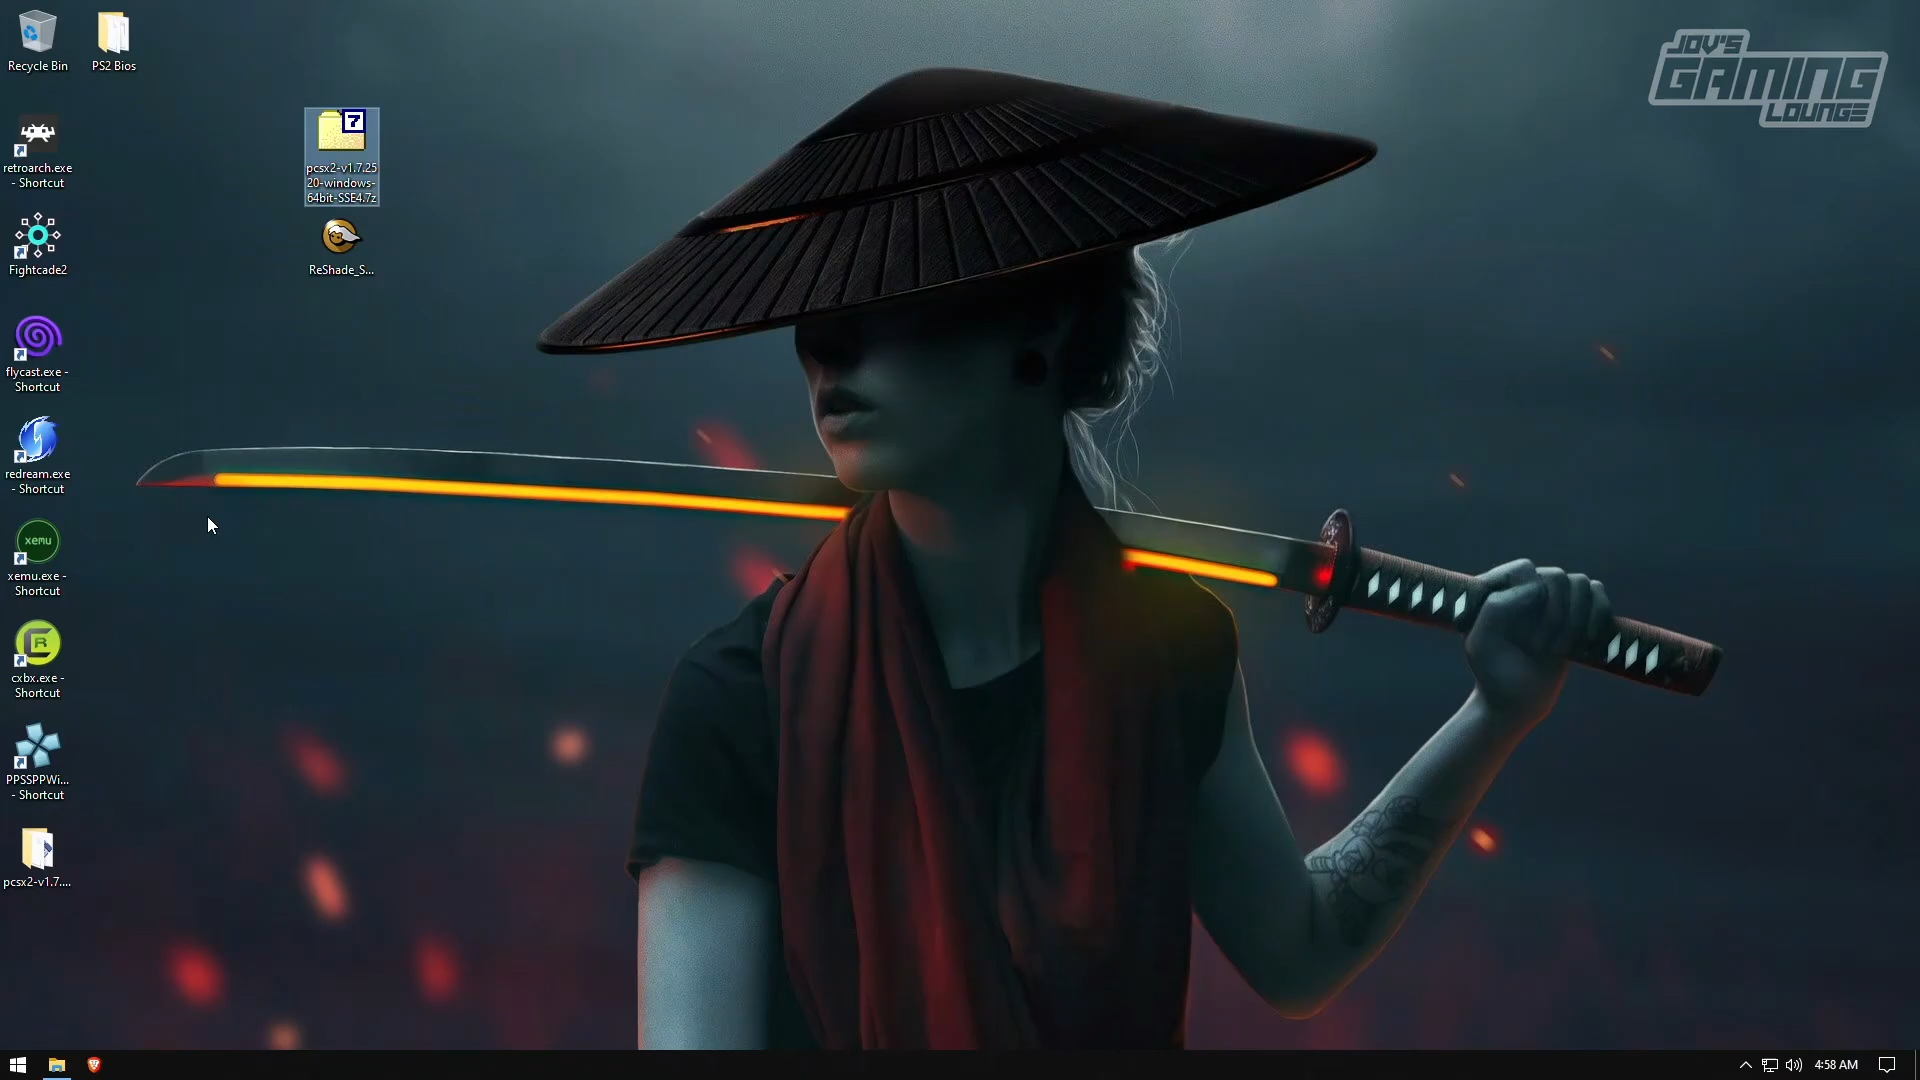 Recycle Bin
PS2 Bios
JOV'S
GAMING
LOUNGE
7
pcsx2-v1.7.25
20-windows-
64bit-SSE4.7z
retroarch.exe
- Shortcut
Fightcade2
ReShade_S...
flycast.exe -
Shortcut
redream.exe
- Shortcut
xemu
xemu.exe -
Shortcut
R
cxbx.exe -
Shortcut
PPSSPPWi...
- Shortcut
pcsx2-v1.7....
4:58 AM